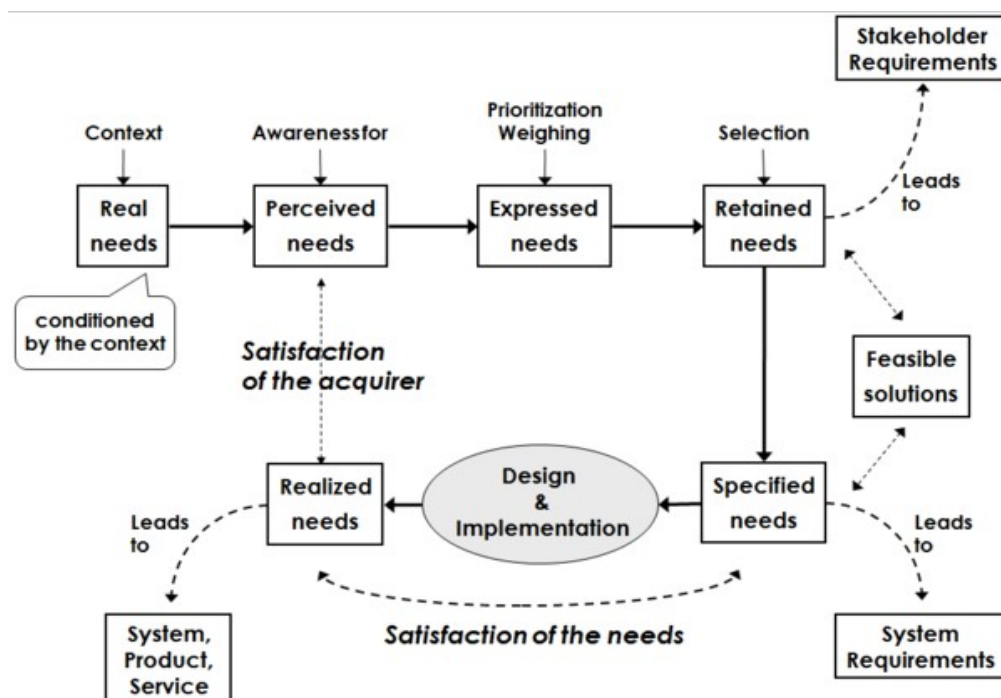 Stakeholder
Requirements
Prioritization
Weighing
Context
Awareness for
Selection
Leads
to
Real
needs
Perceived
needs
Expressed
needs
Retained
needs
conditioned
by the context
Satisfaction
of the acquirer
Feasible
solutions
Realized
needs
Design
&
Implementation
Specified
needs
Leads
to
Leads
to
System,
Product,
Service
Satisfaction of the needs
System
Requirements